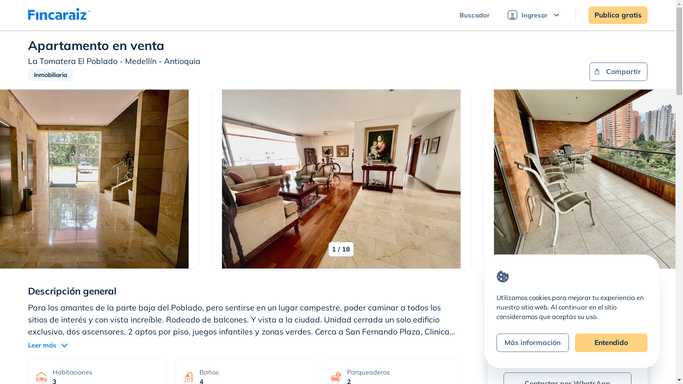 Fincaraiz
Buscador
Ingresar
Publica gratis
Apartamento en venta
La Tomatera El Poblado - Medellín - Antioquia
Inmobiliaria
Compartir
1 / 18
Descripción general
Para los amantes de la parte baja del Poblado, pero sentirse en un lugar campestre, poder caminar a todos los
sitios de interés y con vista increíble. Rodeado de balcones. Y vista a la ciudad. Unidad cerrada un solo edificio
exclusivo, dos ascensores, 2 aptos por piso, juegos infantiles y zonas verdes. Cerca a San Fernando Plaza, Clinica...
Leer más
Habitaciones
3
Baños
4
Parqueaderos
2
Utilizamos cookies para mejorar tu experiencia en
nuestro sitio web. Al continuar en el sitio
consideramos que aceptas su uso.
Más información
Entendido
Contactar por WhatsApp